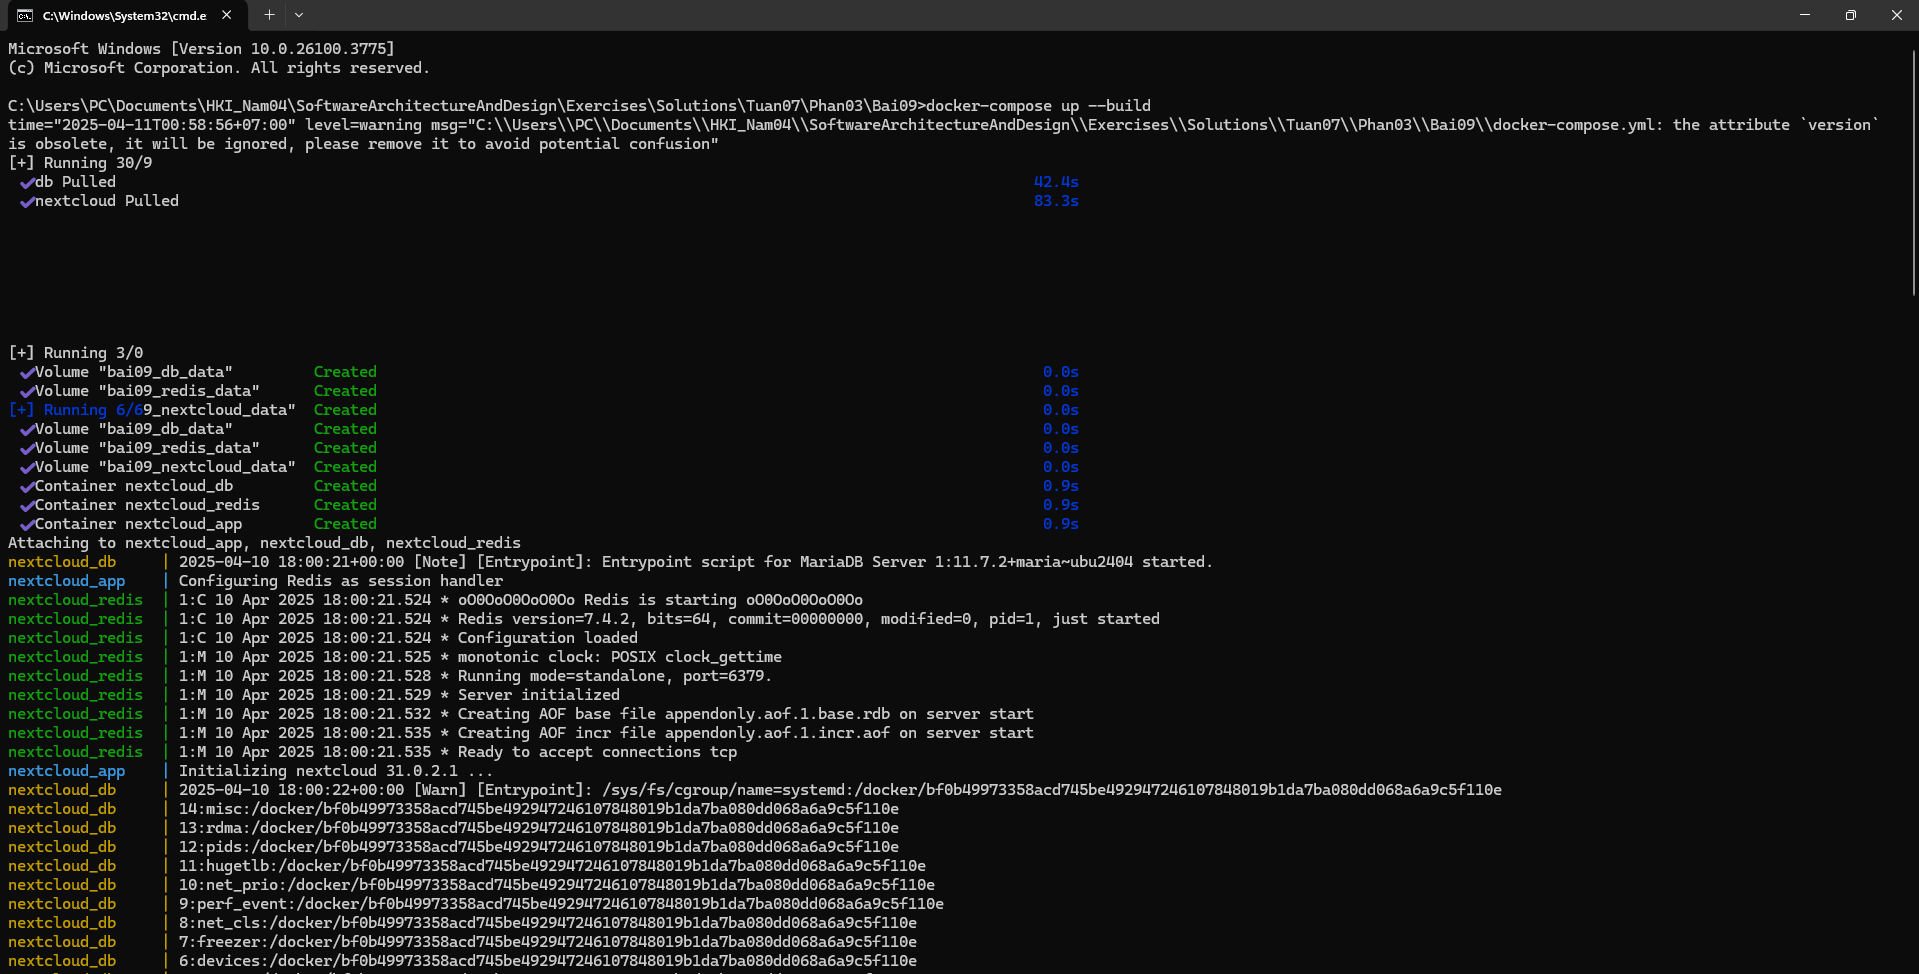 C:\Windows\System32\cmd.e
Microsoft Windows [Version 10.0.26100.3775]
(c) Microsoft Corporation. All rights reserved.
C:\Users\PC\Documents\HKI_Nam04\SoftwareArchitectureAndDesign\Exercises\Solutions\Tuan07\Phan03\Bai09>docker-compose up --build
time="2025-04-11T00:58:56+07:00" level=warning msg="C:\\Users\\PC\\Documents\\HKI_Nam04\\SoftwareArchitectureAndDesign\\Exercises\\Solutions\\Tuan07\\Phan03\\Bai09\\docker-compose.yml: the attribute `version`
is obsolete, it will be ignored, please remove it to avoid potential confusion"
[+] Running 30/9
✔db Pulled 42.4s
✔nextcloud Pulled 83.3s
[+] Running 3/0
✔Volume "bai09_db_data" Created 0.0s
✔Volume "bai09_redis_data" Created 0.0s
[+] Running 6/69_nextcloud_data" Created 0.0s
✔Volume "bai09_db_data" Created 0.0s
✔Volume "bai09_redis_data" Created 0.0s
✔Volume "bai09_nextcloud_data" Created 0.0s
✔Container nextcloud_db Created 0.9s
✔Container nextcloud_redis Created 0.9s
✔Container nextcloud_app Created 0.9s
Attaching to nextcloud_app, nextcloud_db, nextcloud_redis
nextcloud_db | 2025-04-10 18:00:21+00:00 [Note] [Entrypoint]: Entrypoint script for MariaDB Server 1:11.7.2+maria~ubu2404 started.
nextcloud_app | Configuring Redis as session handler
nextcloud_redis | 1:C 10 Apr 2025 18:00:21.524 * oO0OoO0OoO0Oo Redis is starting oO0OoO0OoO0Oo
nextcloud_redis | 1:C 10 Apr 2025 18:00:21.524 * Redis version=7.4.2, bits=64, commit=00000000, modified=0, pid=1, just started
nextcloud_redis | 1:C 10 Apr 2025 18:00:21.524 * Configuration loaded
nextcloud_redis | 1:M 10 Apr 2025 18:00:21.525 * monotonic clock: POSIX clock_gettime
nextcloud_redis | 1:M 10 Apr 2025 18:00:21.528 * Running mode=standalone, port=6379.
nextcloud_redis | 1:M 10 Apr 2025 18:00:21.529 * Server initialized
nextcloud_redis | 1:M 10 Apr 2025 18:00:21.532 * Creating AOF base file appendonly.aof.1.base.rdb on server start
nextcloud_redis | 1:M 10 Apr 2025 18:00:21.535 * Creating AOF incr file appendonly.aof.1.incr.aof on server start
nextcloud_redis | 1:M 10 Apr 2025 18:00:21.535 * Ready to accept connections tcp
nextcloud_app | Initializing nextcloud 31.0.2.1 ...
nextcloud_db | 2025-04-10 18:00:22+00:00 [Warn] [Entrypoint]: /sys/fs/cgroup/name=systemd:/docker/bf0b49973358acd745be492947246107848019b1da7ba080dd068a6a9c5f110e
nextcloud_db | 14:misc:/docker/bf0b49973358acd745be492947246107848019b1da7ba080dd068a6a9c5f110e
nextcloud_db | 13:rdma:/docker/bf0b49973358acd745be492947246107848019b1da7ba080dd068a6a9c5f110e
nextcloud_db | 12:pids:/docker/bf0b49973358acd745be492947246107848019b1da7ba080dd068a6a9c5f110e
nextcloud_db | 11:hugetlb:/docker/bf0b49973358acd745be492947246107848019b1da7ba080dd068a6a9c5f110e
nextcloud_db | 10:net_prio:/docker/bf0b49973358acd745be492947246107848019b1da7ba080dd068a6a9c5f110e
nextcloud_db | 9:perf_event:/docker/bf0b49973358acd745be492947246107848019b1da7ba080dd068a6a9c5f110e
nextcloud_db | 8:net_cls:/docker/bf0b49973358acd745be492947246107848019b1da7ba080dd068a6a9c5f110e
nextcloud_db | 7:freezer:/docker/bf0b49973358acd745be492947246107848019b1da7ba080dd068a6a9c5f110e
nextcloud_db | 6:devices:/docker/bf0b49973358acd745be492947246107848019b1da7ba080dd068a6a9c5f110e